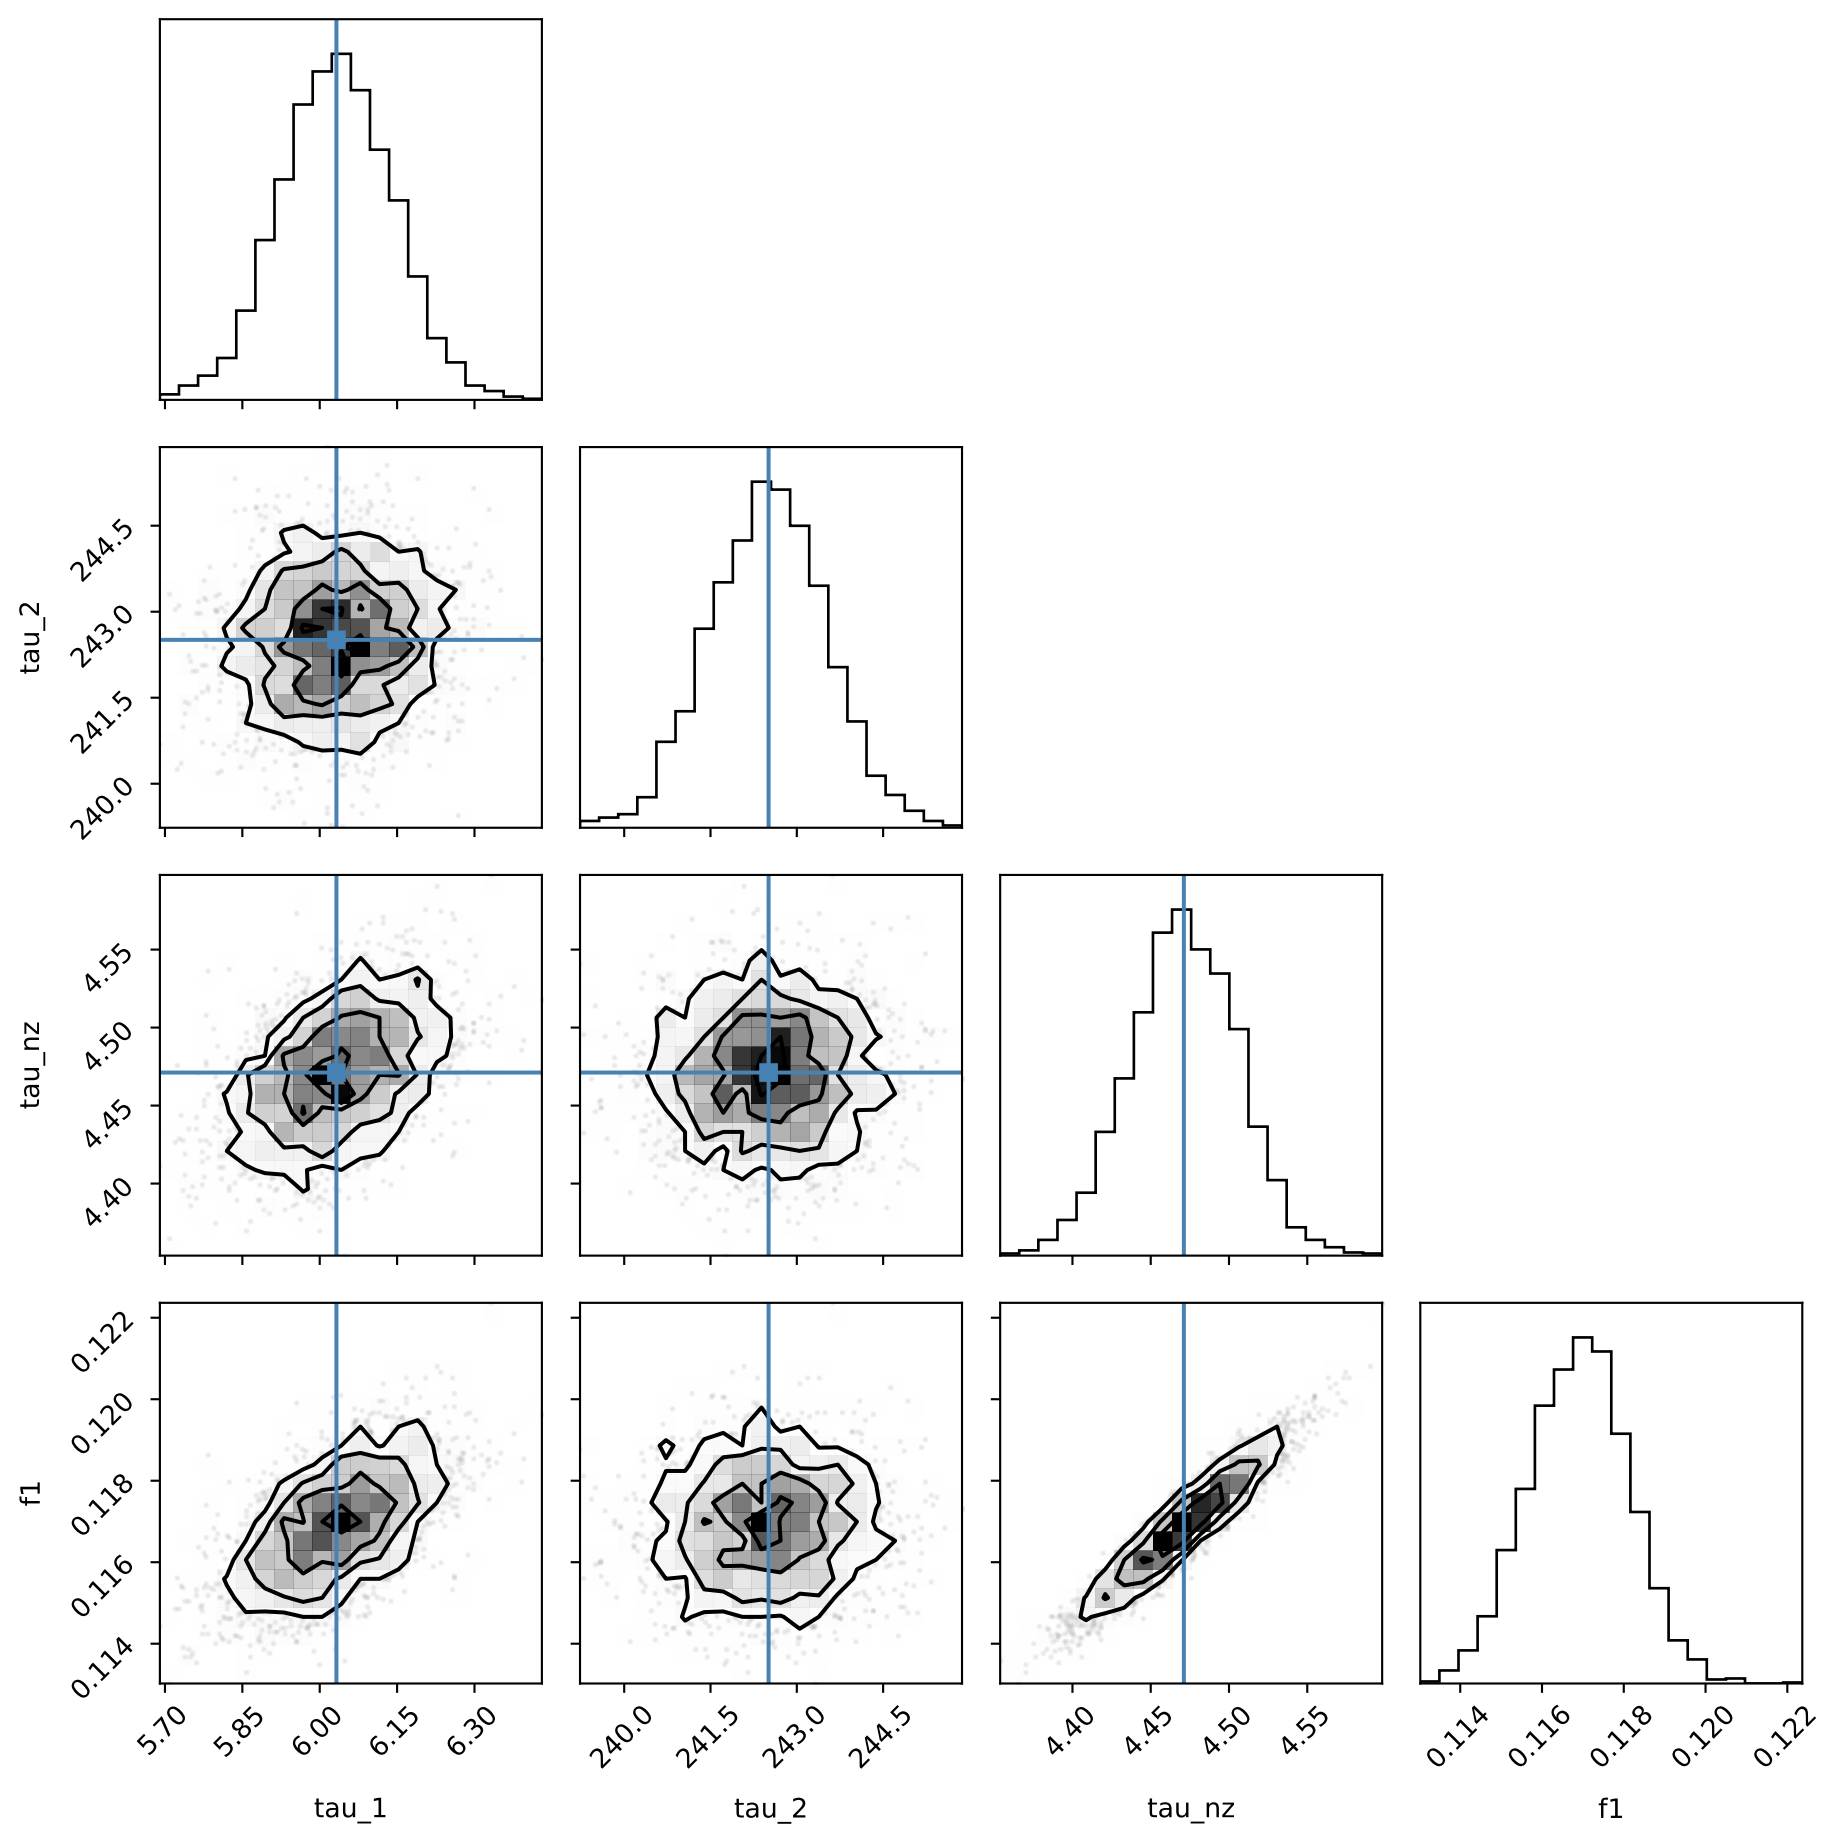 tau_2
244.5
243.0
241.5
240.0
tau_nz
4.55
4.50
4.45
4.40
f1
0.122
0.120
0.118
0.116
0.114
5.70 5.85 6.00 6.15 6.30
240.0 241.5 243.0 244.5
4.40 4.45 4.50 4.55
0.114 0.116 0.118 0.120 0.122
tau_1 tau_2 tau_nz f1